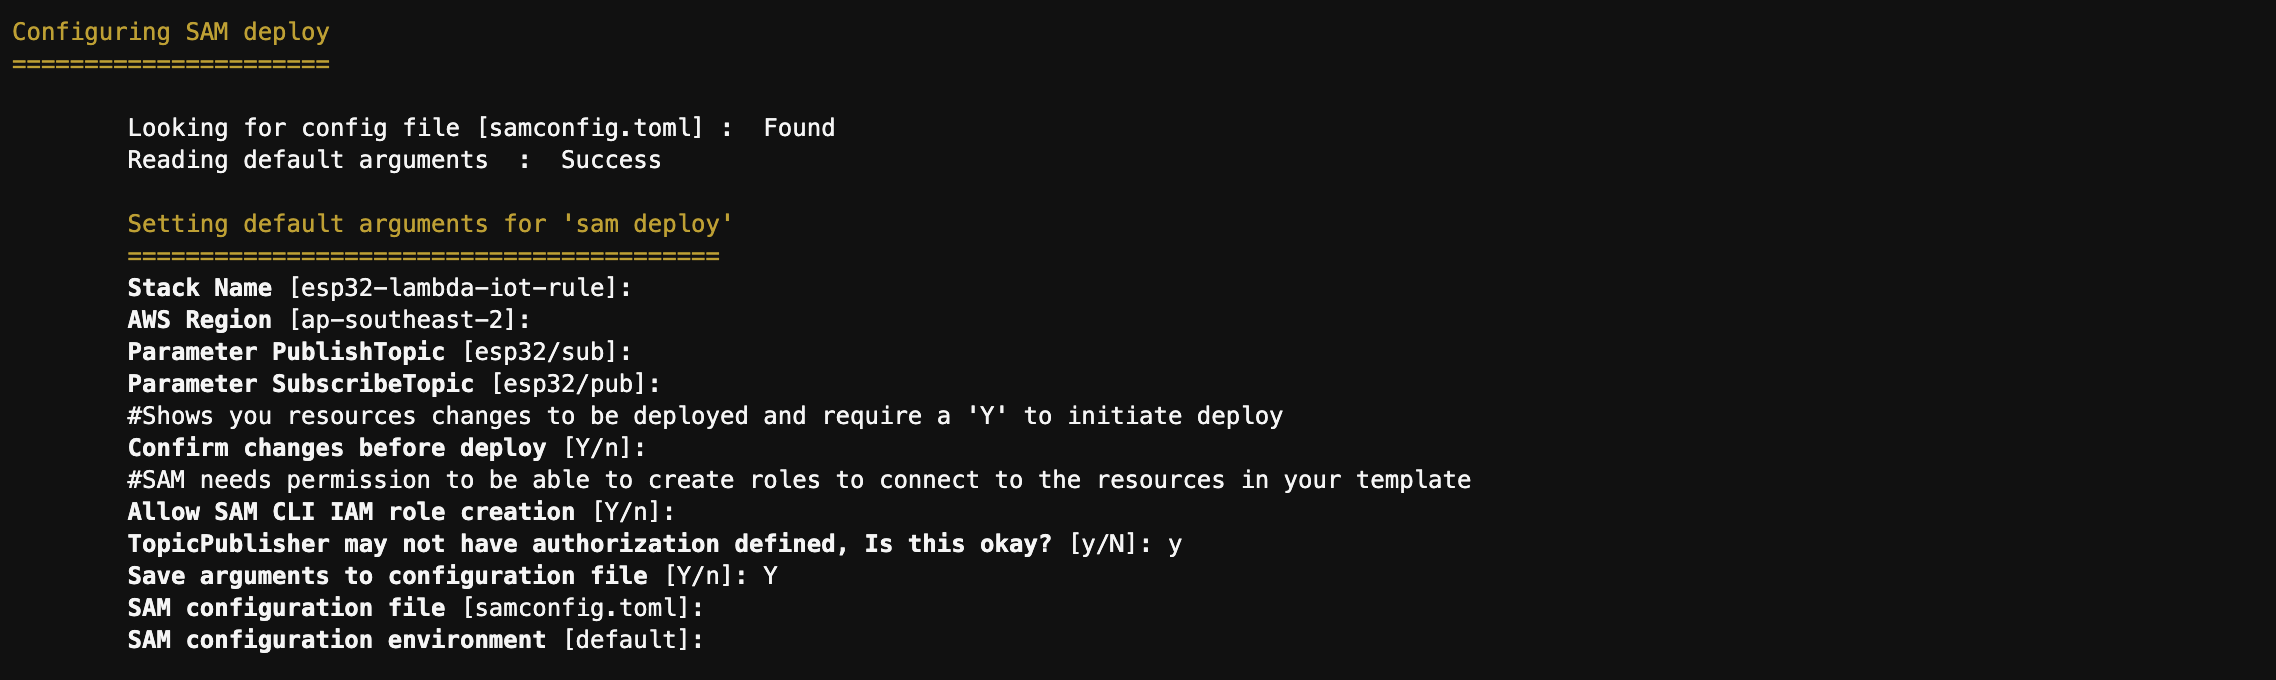 Configuring SAM deploy
======================
Looking for config file [samconfig.toml] :  Found
Reading default arguments  :  Success
Setting default arguments for 'sam deploy'
=========================================
Stack Name [esp32-lambda-iot-rule]:
AWS Region [ap-southeast-2]:
Parameter PublishTopic [esp32/sub]:
Parameter SubscribeTopic [esp32/pub]:
#Shows you resources changes to be deployed and require a 'Y' to initiate deploy
Confirm changes before deploy [Y/n]:
#SAM needs permission to be able to create roles to connect to the resources in your template
Allow SAM CLI IAM role creation [Y/n]:
TopicPublisher may not have authorization defined, Is this okay? [y/N]: y
Save arguments to configuration file [Y/n]: Y
SAM configuration file [samconfig.toml]:
SAM configuration environment [default]: